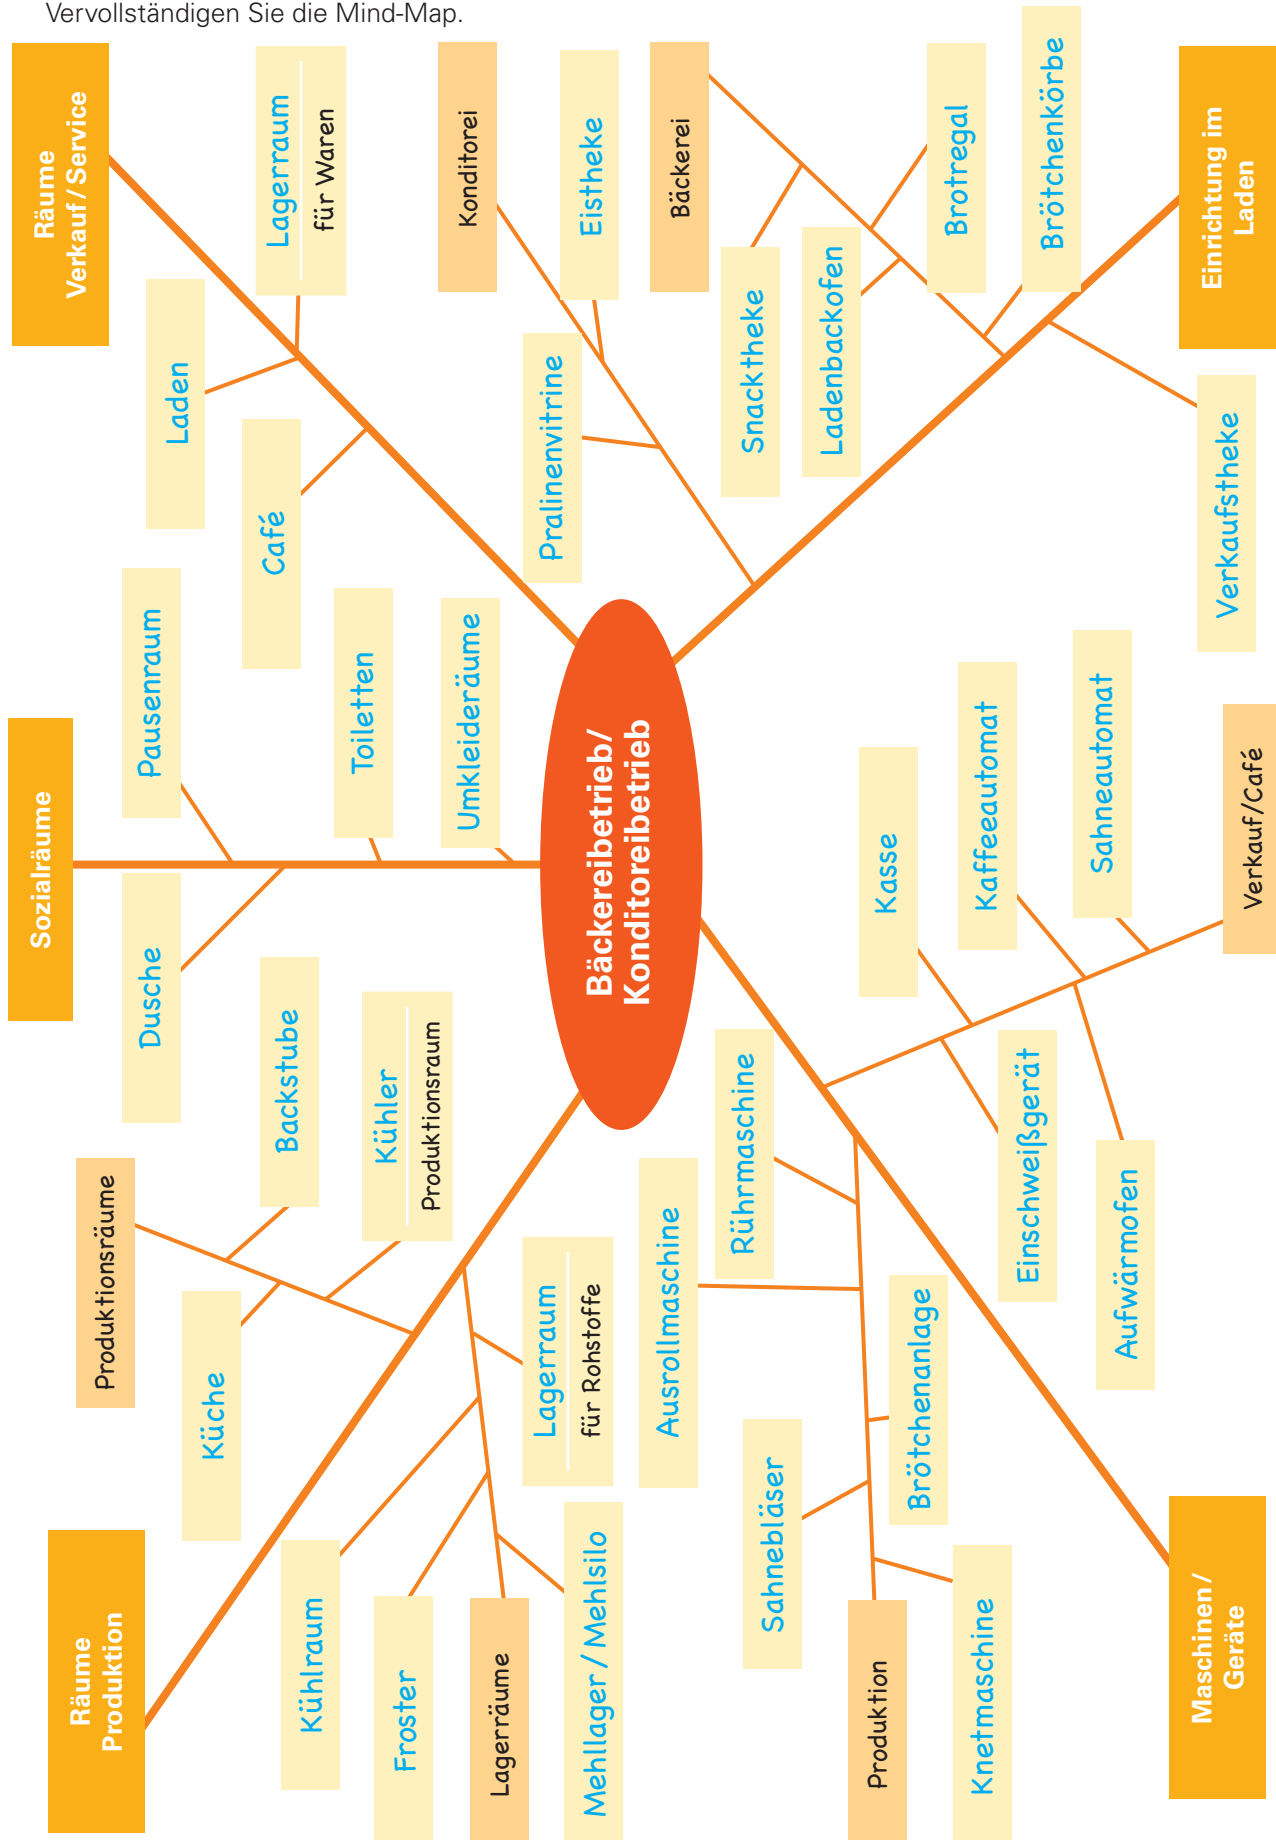 Vervollständigen Sie die Mind-Map.
Räume
Produktion
Produktionsräume
Küche
Backstube
Kühler
Produktionsraum
Kühlraum
Froster
Lagerräume
Mehllager / Mehlsilo
Lagerraum
für Rohstoffe
Sozialräume
Dusche
Pausenraum
Toiletten
Umkleideräume
Räume
Verkauf / Service
Laden
Lagerraum
für Waren
Café
Bäckereibetrieb/
Konditoreibetrieb
Konditorei
Eistheke
Pralinenvitrine
Bäckerei
Snacktheke
Ladenbackofen
Brotregal
Brötchenkörbe
Einrichtung im
Laden
Verkaufstheke
Ausrollmaschine
Rührmaschine
Sahnebläser
Brötchenanlage
Produktion
Knetmaschine
Maschinen /
Geräte
Kasse
Kaffeeautomat
Sahneautomat
Einschweißgerät
Aufwärmofen
Verkauf/Café